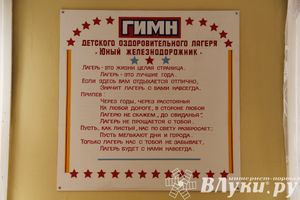 ГИМН
ДЕТСКОГО ОЗДОРОВИТЕЛЬНОГО ЛАГЕРЯ
- ЮНЫЙ ЖЕЛЕЗНОДОРОЖНИК -
ЛАГЕРЬ - ЭТО ЖИЗНИ ЦЕЛАЯ СТРАНИЦА.
ЛАГЕРЬ - ЭТО ЛУЧШИЕ ГОДА.
ЕСЛИ ЗДЕСЬ ВАМ ОТДЫХАЕТСЯ ОТЛИЧНО,
ЗНАЧИТ ЛАГЕРЬ С ВАМИ НАВСЕГДА.
ПРИПЕВ:
ЧЕРЕЗ ГОДЫ, ЧЕРЕЗ РАССТОЯНЬЯ
НА ЛЮБОЙ ДОРОГЕ, В СТОРОНЕ ЛЮБОЙ
ЛАГЕРЮ НЕ СКАЖЕМ „ДО СВИДАНЬЯ".
ЛАГЕРЬ НЕ ПРОЩАЕТСЯ С ТОБОЙ.
ПУСТЬ, КАК ЛИСТЬЯ, НАС ПО СВЕТУ РАЗБРОСАЕТ;
ПУСТЬ МЕЛЬКАЮТ ДНИ И ГОРОДА.
ТОЛЬКО ЛАГЕРЬ НАС С ТОБОЙ НЕ ЗАБЫВАЕТ,
ЛАГЕРЬ БУДЕТ С НАМИ НАВСЕГДА.
интернет-портал
ВЛуки.ру